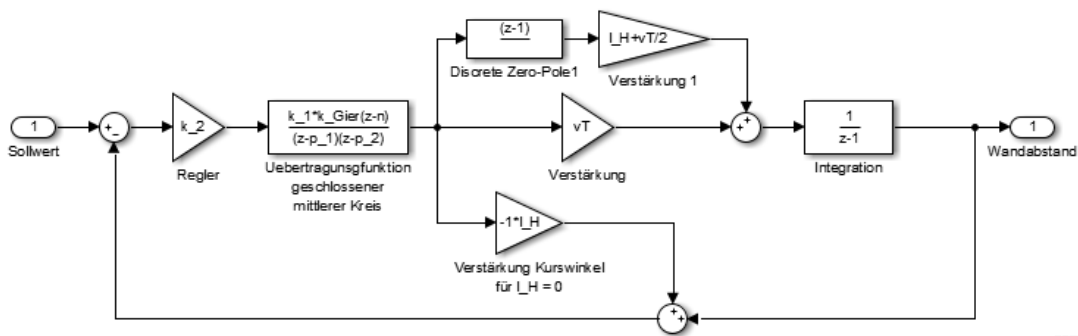 (z-1)
Discrete Zero-Pole1
l_H+vT/2
Verstärkung 1
1
Sollwert
+
-
k_2
Regler
k_1*k_Gier(z-n)
(z-p_1)(z-p_2)
Uebertragunsgfunktion
geschlossener
mittlerer Kreis
vT
Verstärkung
+
+
1
z-1
Integration
1
Wandabstand
-1*l_H
Verstärkung Kurswinkel
für l_H = 0
+
+